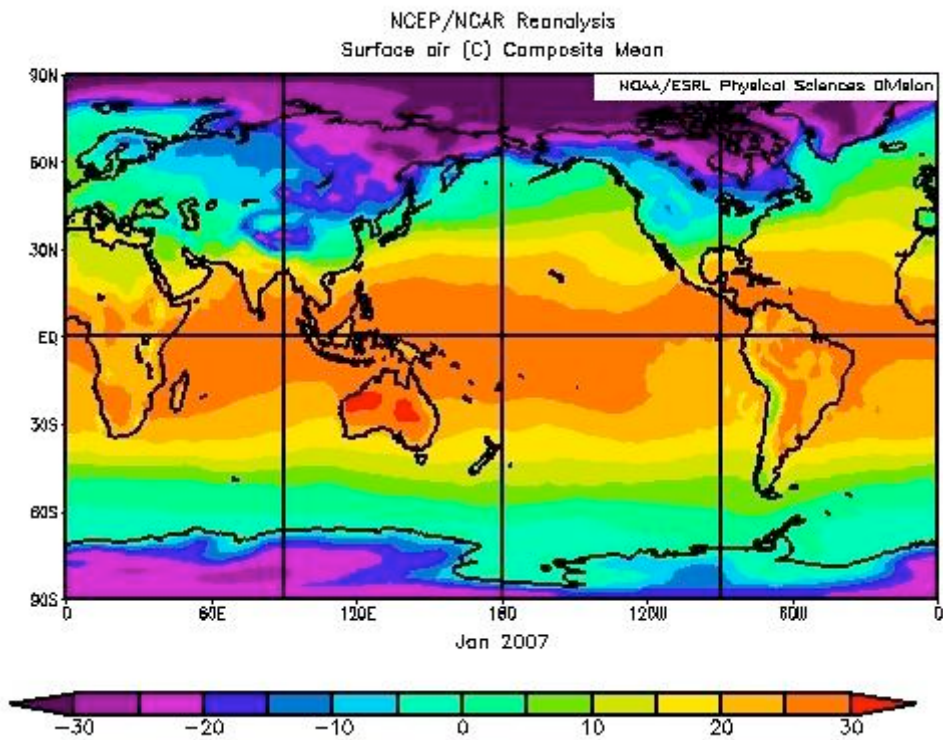 NCEP/NCAR Reanalysis
Surface air (C) Composite Mean
NOAA/ESRL Physical Sciences Division
90N
60N
30N
EQ
30S
60S
90S
0 60E 120E 180 120W 60W 0
Jan 2007
-30 -20 -10 0 10 20 30